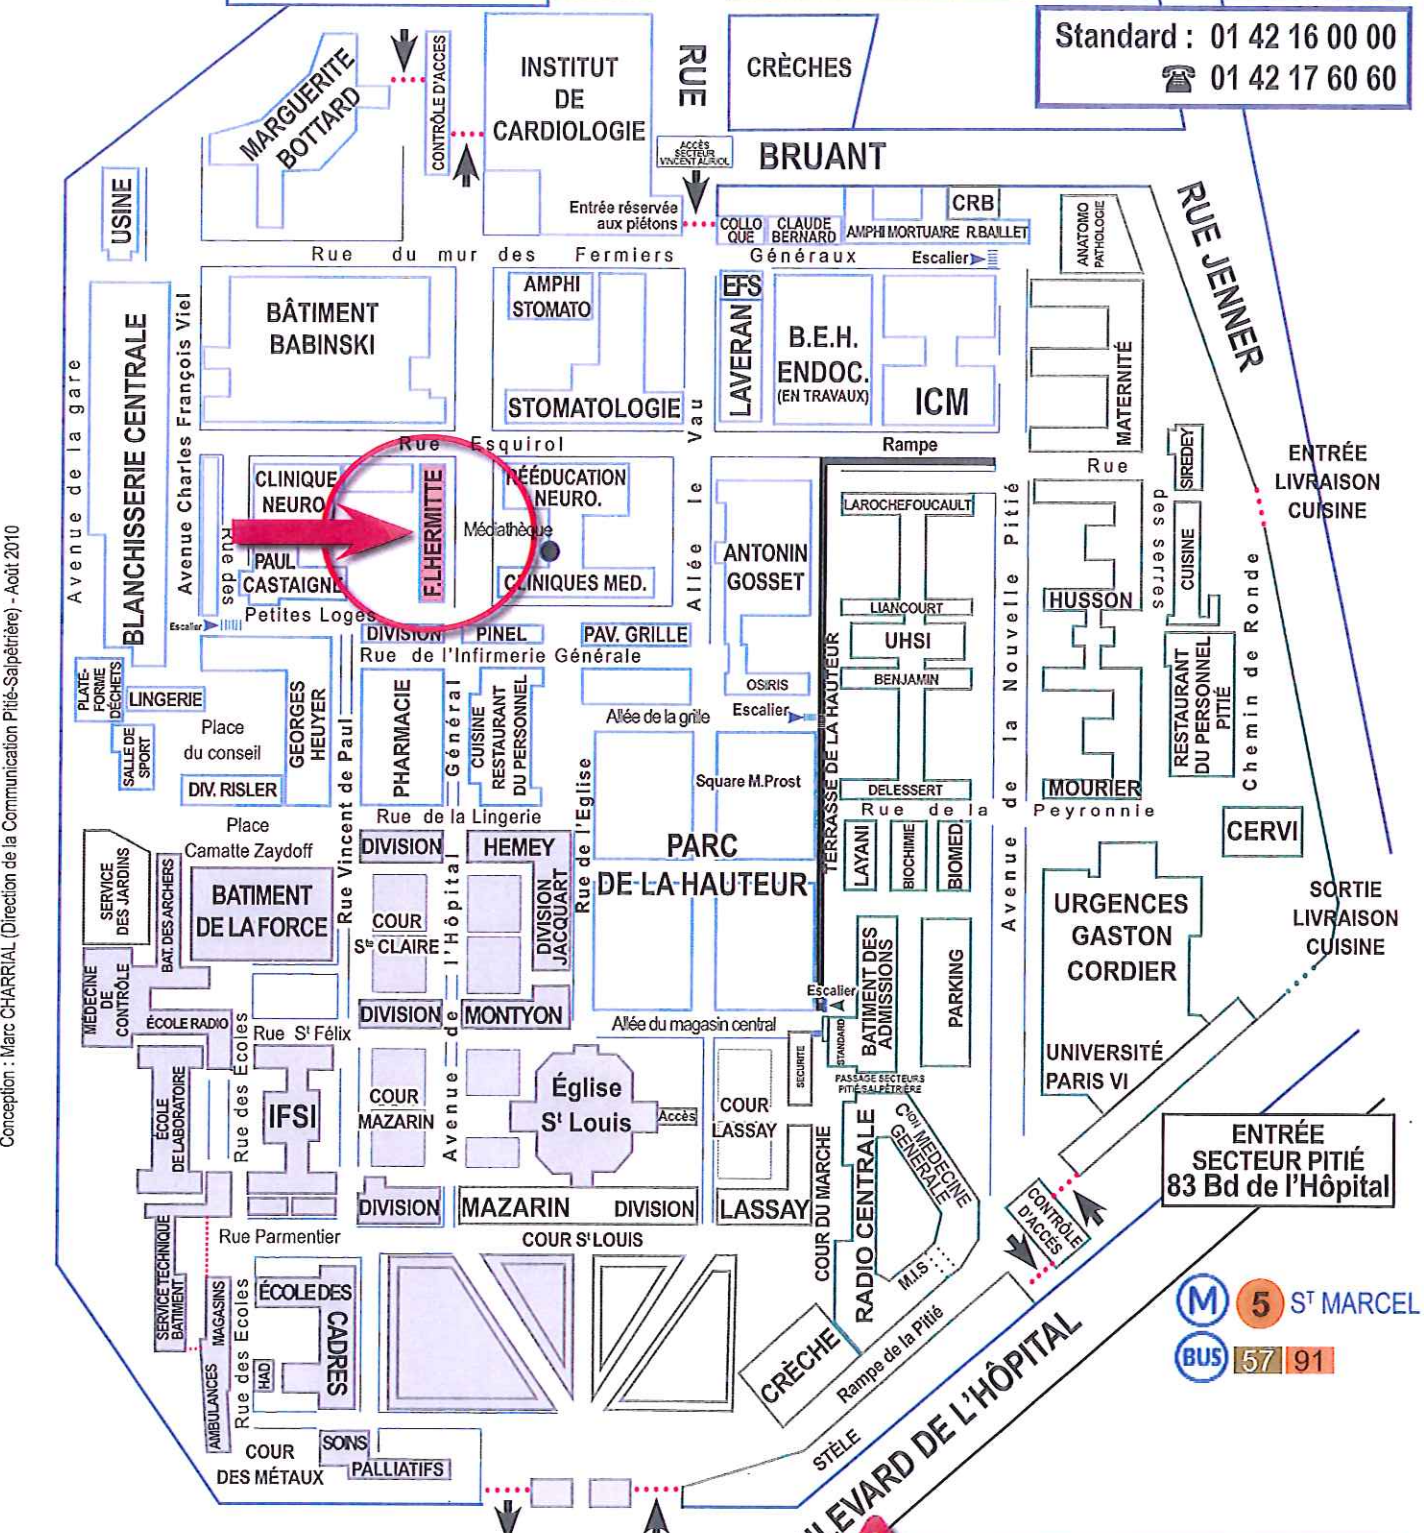 Standard : 01 42 16 00 00
☎ 01 42 17 60 60
MARGUERITE
BOTTARD
CONTRÔLE D'ACCES
INSTITUT
DE
CARDIOLOGIE
RUE
CRÈCHES
ACCÈS
SECTEUR
VINCENT AURIOL
BRUANT
USINE
Entrée réservée
aux piétons
COLLO
QUE
CLAUDE
BERNARD
CRB
AMPHI MORTUAIRE R.BAILLET
ANATOMO
PATHOLOGIE
RUE JENNER
Rue du mur des Fermiers Généraux
Escalier
BÂTIMENT
BABINSKI
AMPHI
STOMATO
STOMATOLOGIE
EFS
LAVERAN
B.E.H.
ENDOC.
(EN TRAVAUX)
ICM
MATERNITÉ
Avenue de la gare
BLANCHISSERIE CENTRALE
Avenue Charles François Viel
Rue Esquirol
Allée le Vau
Rampe
Rue
des serres
SIREDEY
ENTRÉE
LIVRAISON
CUISINE
CLINIQUE
NEURO
F.LHERMITTE
RÉÉDUCATION
NEURO.
Médiathèque
CLINIQUES MED.
PAUL
CASTAIGNE
Rue des
Petites Loges
Escalier
ANTONIN
GOSSET
OSIRIS
LAROCHEFOUCAULT
LIANCOURT
UHSI
BENJAMIN
DELESSERT
Avenue de la Nouvelle Pitié
HUSSON
MOURIER
CUISINE
RESTAURANT
DU PERSONNEL
PITIÉ
Chemin de Ronde
DIVISION
PINEL
PAV. GRILLE
Rue de l'Infirmerie Générale
PLATE-
FORME
DÉCHETS
LINGERIE
SALLE DE
SPORT
Place
du conseil
GEORGES
HEUYER
DIV. RISLER
Rue Vincent de Paul
PHARMACIE
Avenue de l'Hôpital Général
CUISINE
RESTAURANT
DU PERSONNEL
Allée de la grille
Escalier
Square M.Prost
TERRASSE DE LA HAUTEUR
Rue de la Peyronnie
Rue de la Lingerie
Rue de l'Eglise
PARC
DE LA HAUTEUR
LAYANI
BIOCHIMIE
BIOMED.
CERVI
Place
Camatte Zaydoff
SERVICE
DES JARDINS
BAT. DES ARCHERS
BATIMENT
DE LA FORCE
DIVISION
HEMEY
COUR
Ste CLAIRE
DIVISION
JACQUART
DIVISION
MONTYON
URGENCES
GASTON
CORDIER
UNIVERSITÉ
PARIS VI
SORTIE
LIVRAISON
CUISINE
MEDECINE
DE
CONTRÔLE
ÉCOLE RADIO
Rue St Félix
BATIMENT DES
ADMISSIONS
PARKING
Escalier
STANDARD
Allée du magasin central
SECURITE
PASSAGE SECTEURS
PITIÉ/SALPÊTRIÈRE
ÉCOLE
DE LABORATOIRE
Rue des Ecoles
IFSI
COUR
MAZARIN
Église
St Louis
Accès
COUR
LASSAY
COUR DU MARCHE
RADIO CENTRALE
Cion MEDECINE
GENERALE
M.I.S
DIVISION
MAZARIN
DIVISION
LASSAY
ENTRÉE
SECTEUR PITIÉ
83 Bd de l'Hôpital
CONTRÔLE
D'ACCÈS
SERVICE TECHNIQUE
BATIMENT
Rue Parmentier
COUR St LOUIS
MAGASINS
AMBULANCES
Rue des Ecoles
ÉCOLE DES
CADRES
HAD
CRÈCHE
Rampe de la Pitié
M 5 ST MARCEL
BUS 57 91
COUR
DES MÉTAUX
SOINS
PALLIATIFS
STÈLE
LEVARD DE L'HÔPITAL
Conception : Marc CHARRIAL (Direction de la Communication Pitié-Salpêtrière) - Août 2010